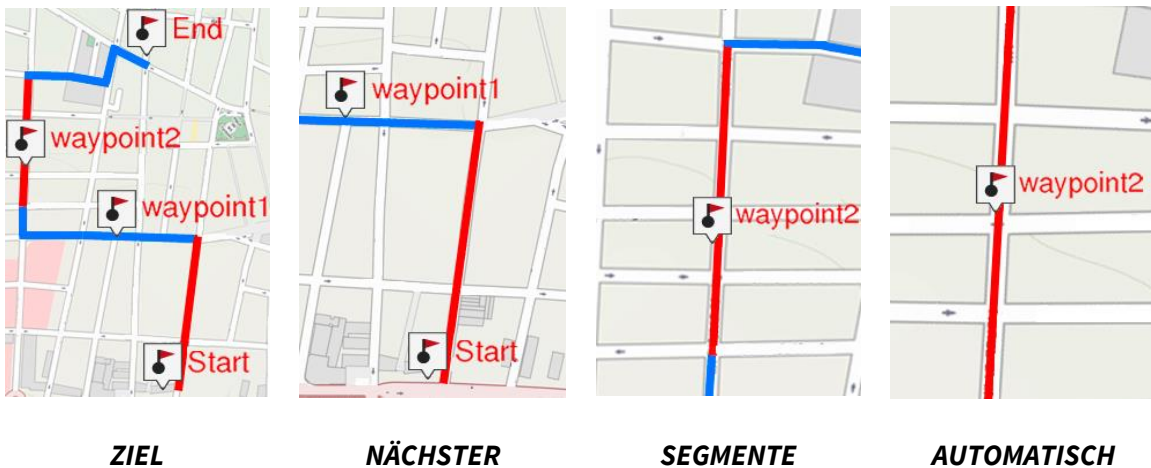 End
waypoint2
waypoint1
Start
waypoint1
Start
waypoint2
waypoint2
ZIEL
NÄCHSTER
SEGMENTE
AUTOMATISCH